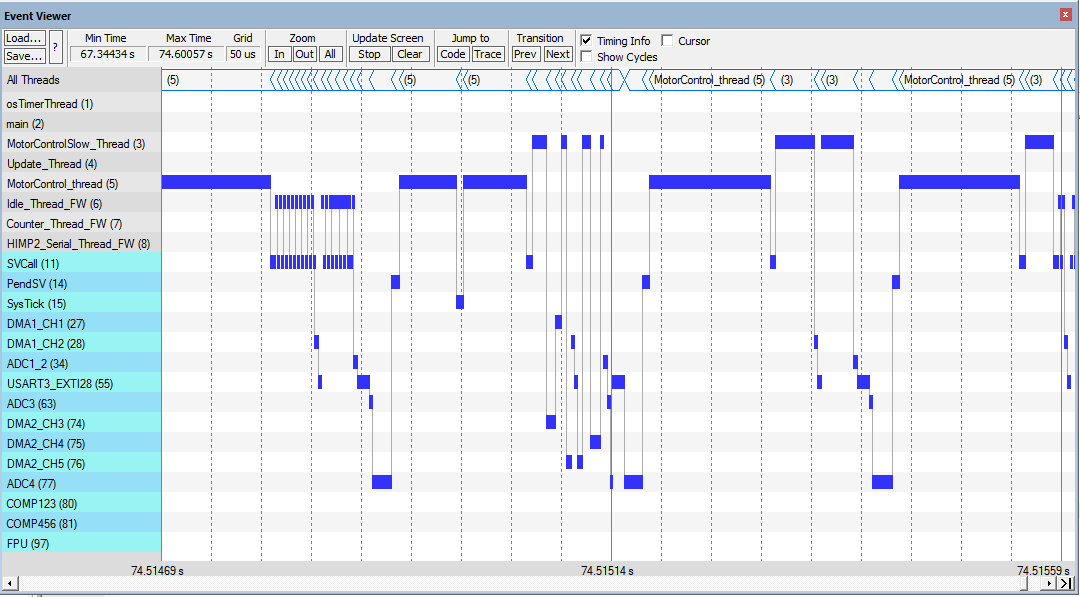 Event Viewer
Load... ? Min Time Max Time Grid Zoom Update Screen Jump to Transition Timing Info Cursor
Save... 67.34434 s 74.60057 s 50 us In Out All Stop Clear Code Trace Prev Next Show Cycles
All Threads (5) (5) (5) MotorControl_thread (5) (3) (3) MotorControl_thread (5) (3)
osTimerThread (1)
main (2)
MotorControlSlow_Thread (3)
Update_Thread (4)
MotorControl_thread (5)
Idle_Thread_FW (6)
Counter_Thread_FW (7)
HIMP2_Serial_Thread_FW (8)
SVCall (11)
PendSV (14)
SysTick (15)
DMA1_CH1 (27)
DMA1_CH2 (28)
ADC1_2 (34)
USART3_EXTI28 (55)
ADC3 (63)
DMA2_CH3 (74)
DMA2_CH4 (75)
DMA2_CH5 (76)
ADC4 (77)
COMP123 (80)
COMP456 (81)
FPU (97)
74.51469 s 74.51514 s 74.51559 s